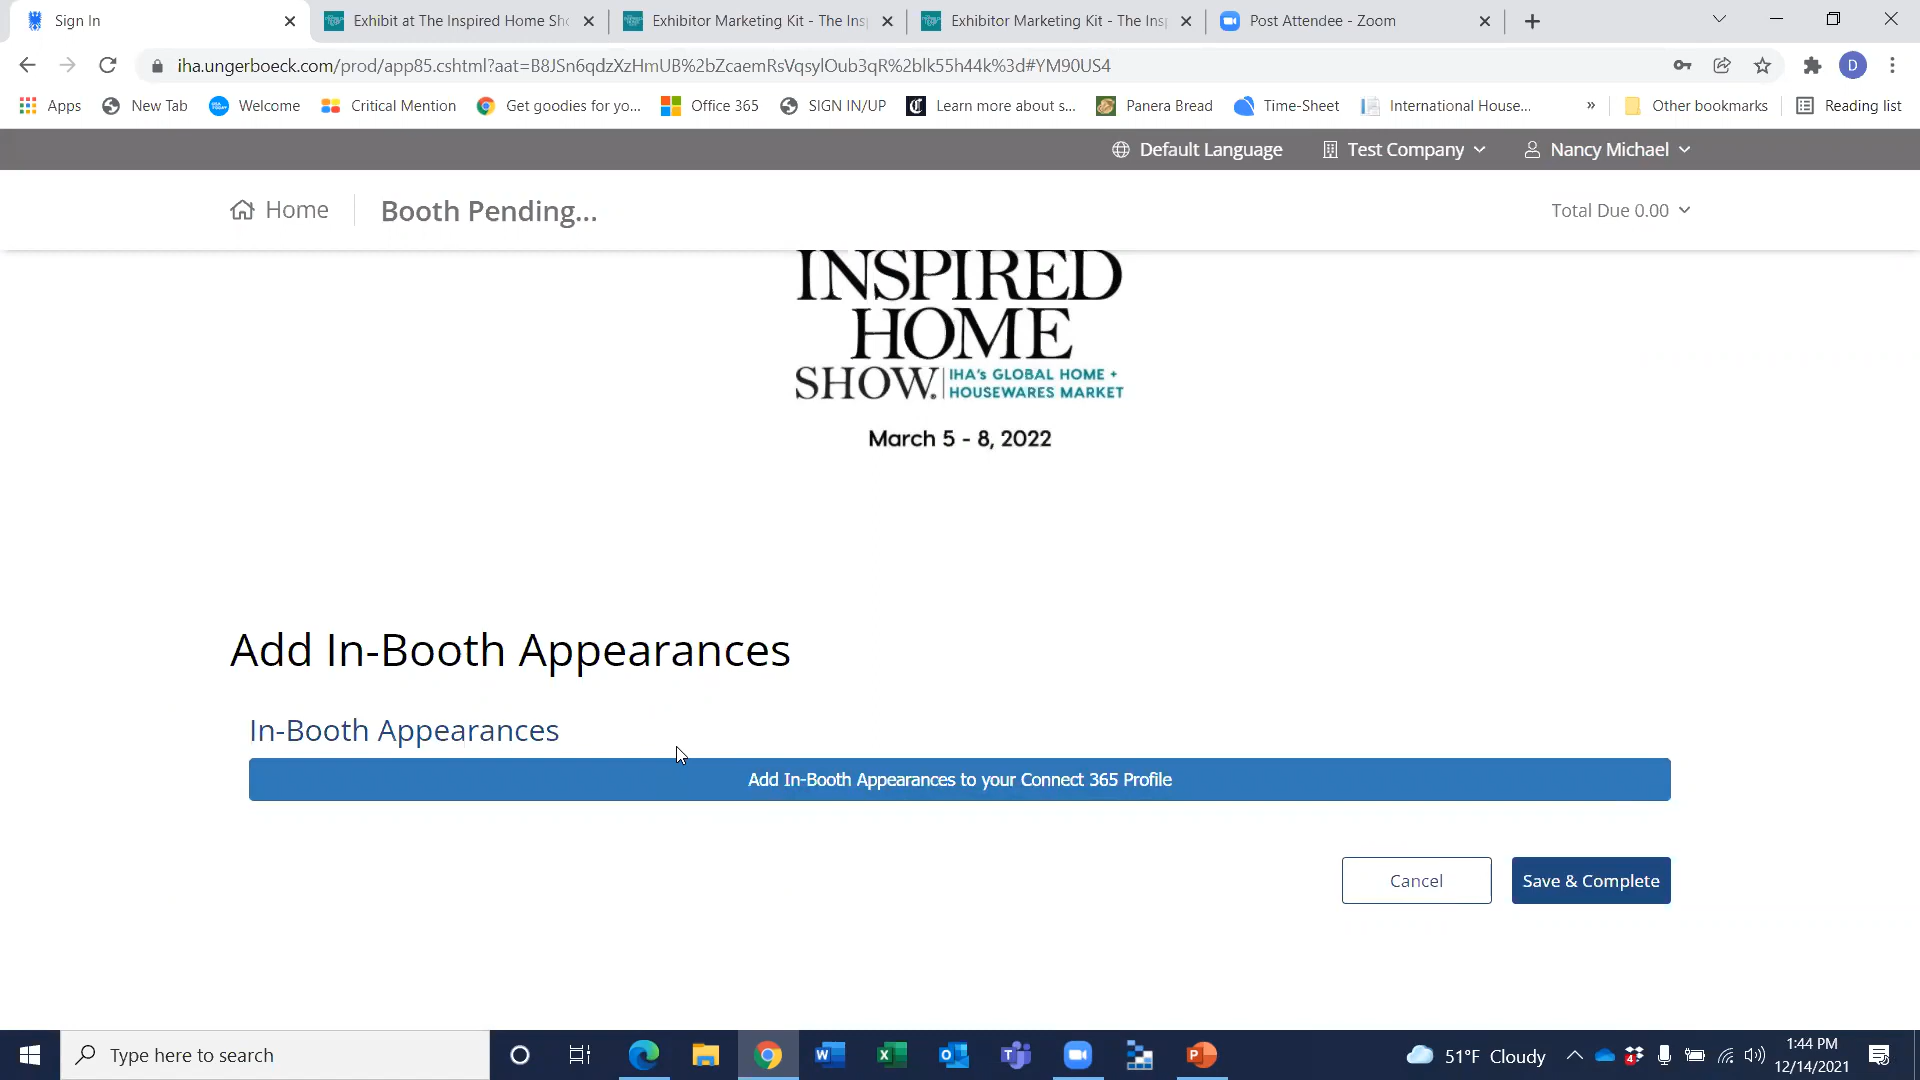 Sign In
Exhibit at The Inspired Home Sho
Exhibitor Marketing Kit - The Insp
Exhibitor Marketing Kit - The Insp
Post Attendee - Zoom
iha.ungerboeck.com/prod/app85.cshtml?aat=B8JSn6qdzXzHmUB%2bZcaemRsVqsylOub3qR%2blk55h44k%3d#YM90US4
D
Apps
New Tab
Welcome
Critical Mention
Get goodies for yo...
Office 365
SIGN IN/UP
Learn more about s...
Panera Bread
Time-Sheet
International House...
»
Other bookmarks
Reading list
Default Language
Test Company
Nancy Michael
Home
Booth Pending...
Total Due 0.00
INSPIRED
HOME
SHOW.
IHA's GLOBAL HOME +
HOUSEWARES MARKET
March 5 - 8, 2022
Add In-Booth Appearances
In-Booth Appearances
Add In-Booth Appearances to your Connect 365 Profile
Cancel
Save & Complete
Type here to search
51°F Cloudy
1:44 PM
12/14/2021